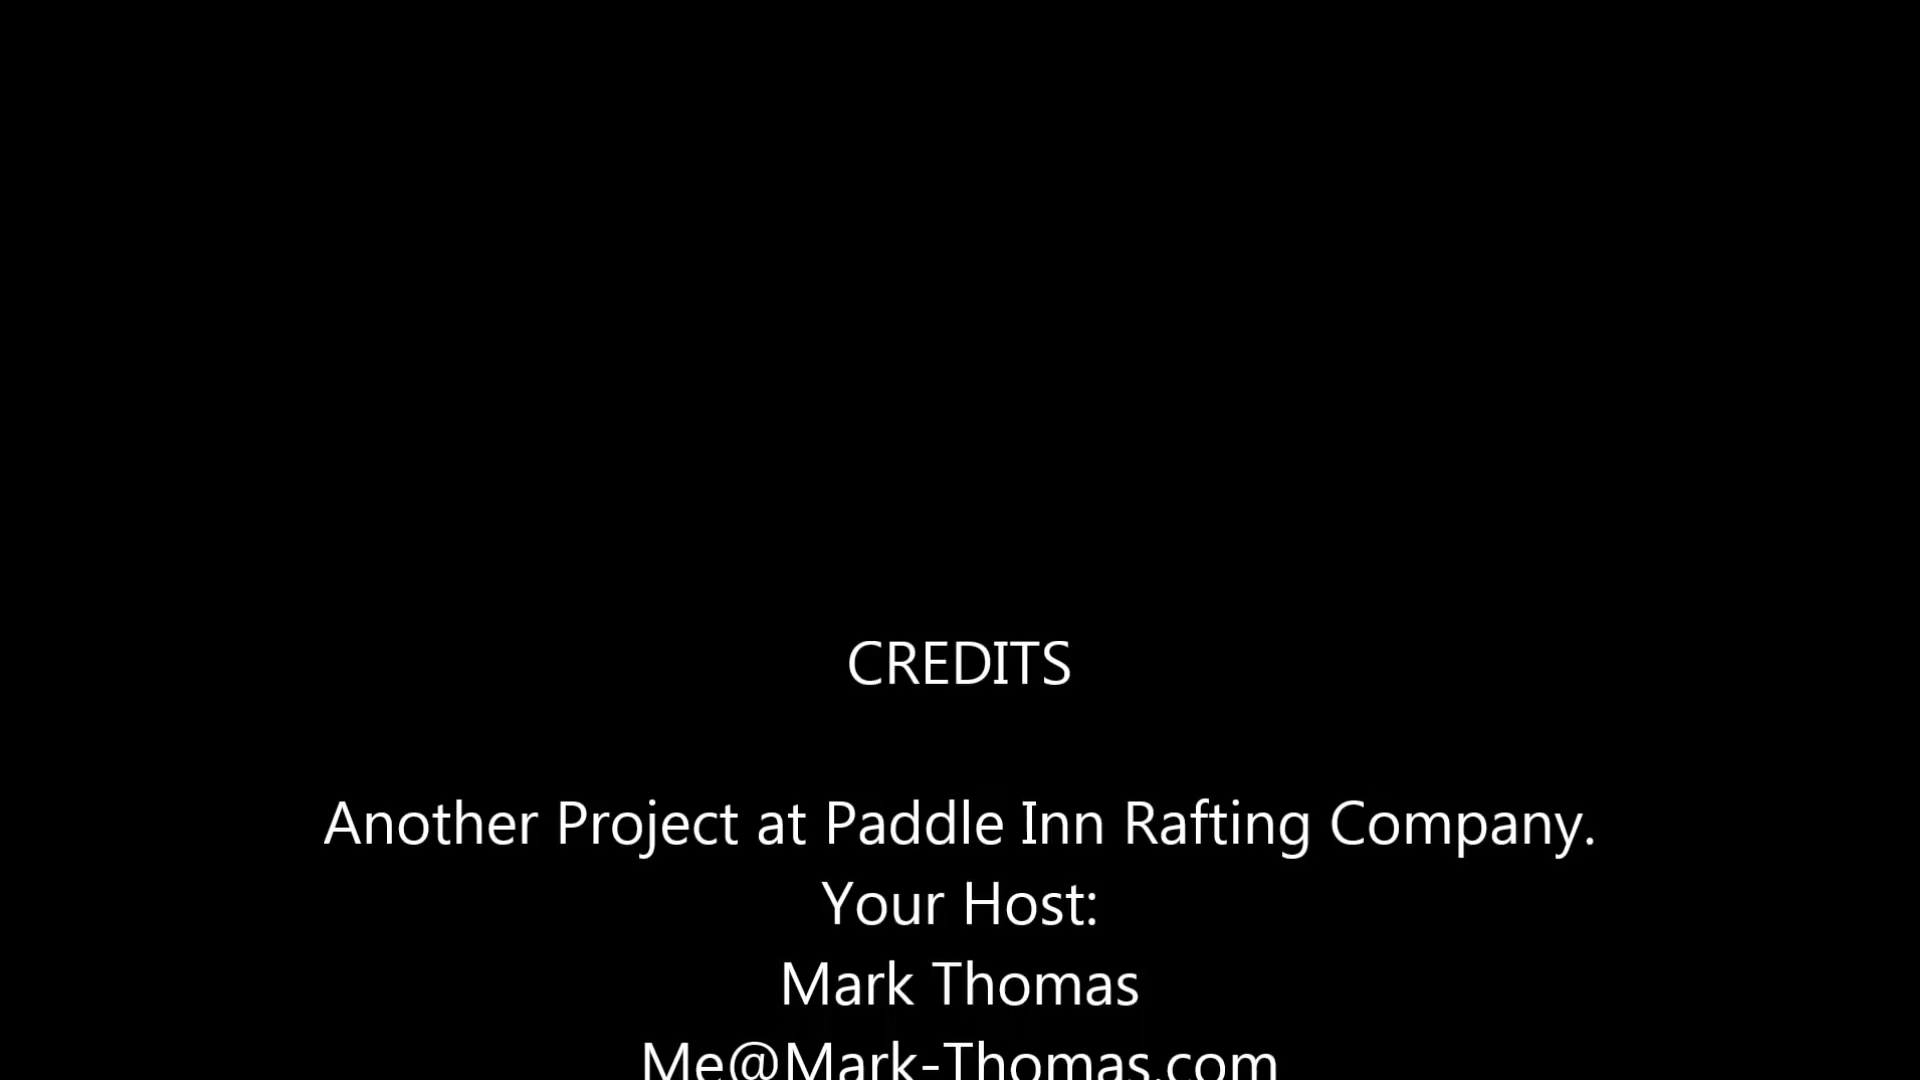 CREDITS
Another Project at Paddle Inn Rafting Company.
Your Host:
Mark Thomas
Me@Mark-Thomas.com